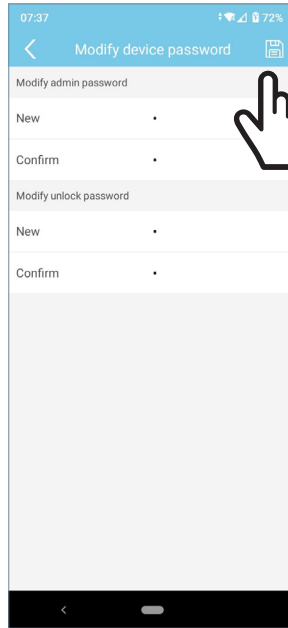 07:37 72%
Modify device password
Modify admin password
New •
Confirm •
Modify unlock password
New •
Confirm •